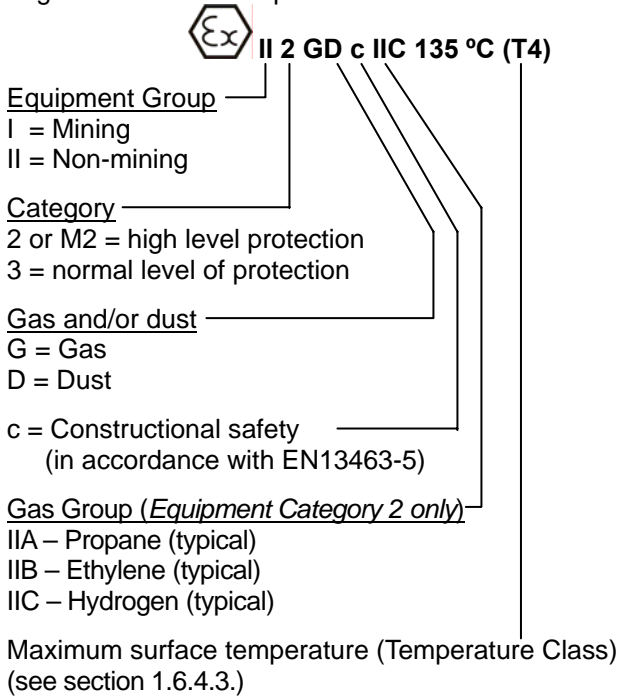 Ex II 2 GD c IIC 135 ºC (T4)
Equipment Group
I = Mining
II = Non-mining
Category
2 or M2 = high level protection
3 = normal level of protection
Gas and/or dust
G = Gas
D = Dust
c = Constructional safety
(in accordance with EN13463-5)
Gas Group (Equipment Category 2 only)
IIA – Propane (typical)
IIB – Ethylene (typical)
IIC – Hydrogen (typical)
Maximum surface temperature (Temperature Class)
(see section 1.6.4.3.)